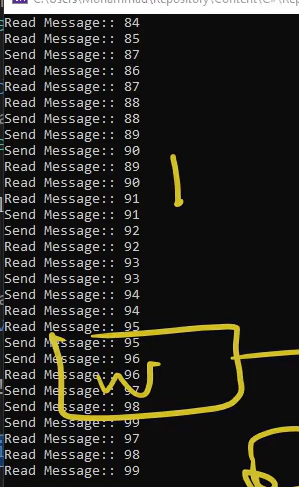 C:\Users\Mohammad\Repository\Content\C#\Rep
Read Message:: 84
Read Message:: 85
Send Message:: 87
Read Message:: 86
Read Message:: 87
Read Message:: 88
Send Message:: 88
Send Message:: 89
Send Message:: 90
Read Message:: 89
Read Message:: 90
Read Message:: 91
Send Message:: 91
Send Message:: 92
Read Message:: 92
Read Message:: 93
Send Message:: 93
Send Message:: 94
Read Message:: 94
Read Message:: 95
Send Message:: 95
Send Message:: 96
Read Message:: 96
Send Message:: 97
Send Message:: 98
Send Message:: 99
Read Message:: 97
Read Message:: 98
Read Message:: 99